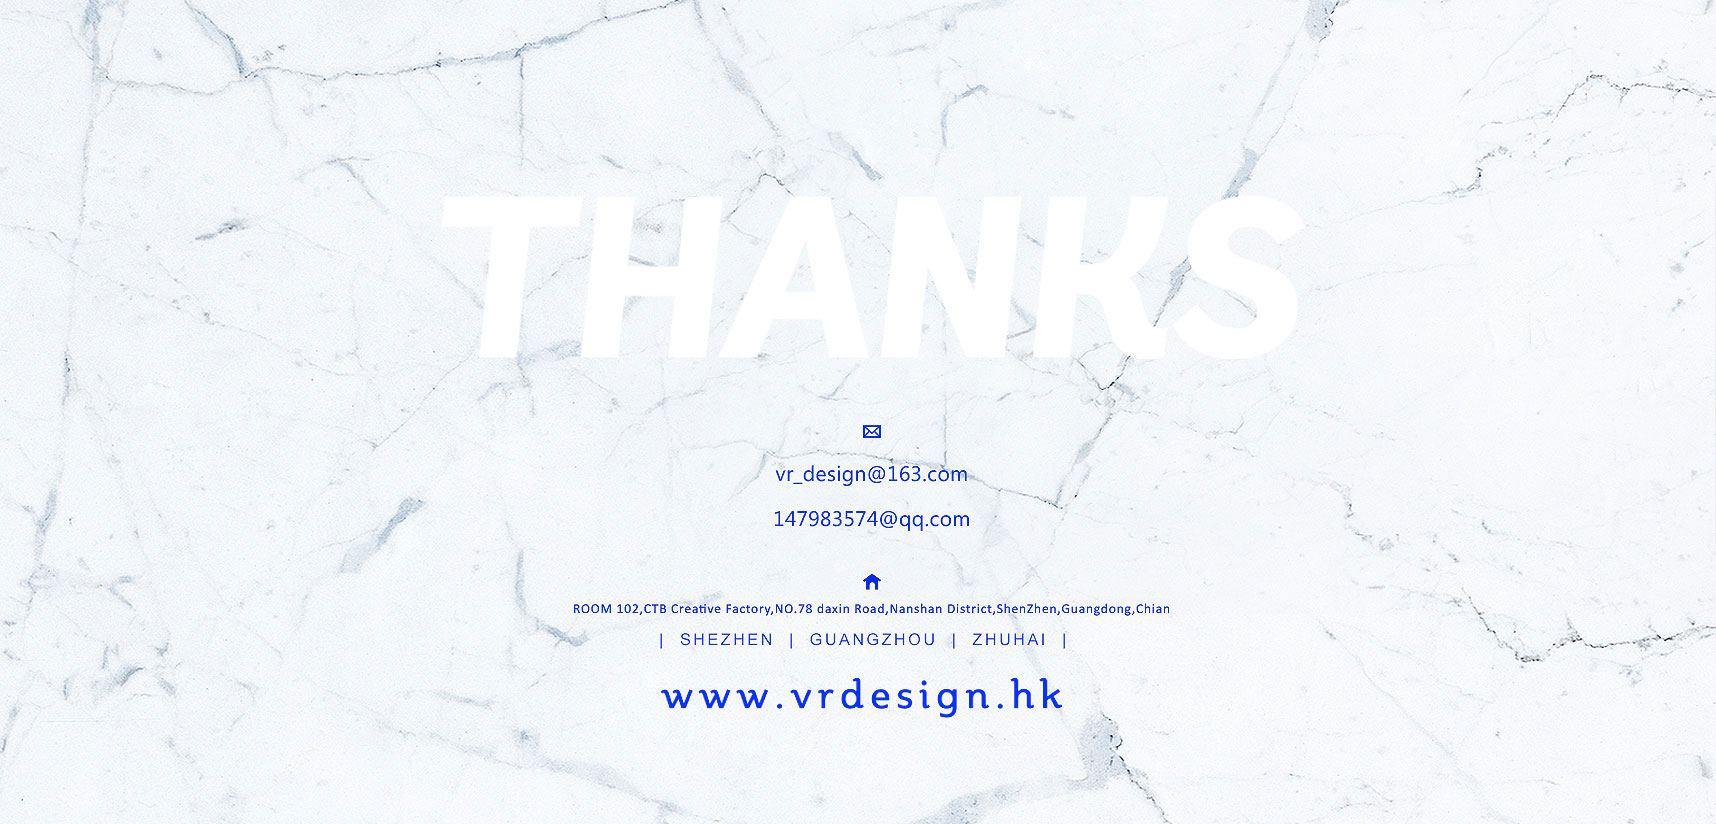 THANKS
vr_design@163.com
147983574@qq.com
ROOM 102,CTB Creative Factory,NO.78 daxin Road,Nanshan District,ShenZhen,Guangdong,Chian
| SHEZHEN | GUANGZHOU | ZHUHAI |
www.vrdesign.hk